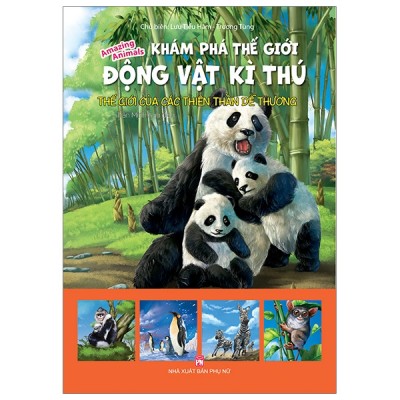 Chủ biên: Lưu Tiểu Hàm - Trương Tùng
Amazing
Animals
KHÁM PHÁ THẾ GIỚI
ĐỘNG VẬT KÌ THÚ
THẾ GIỚI CỦA CÁC THIÊN THẦN DỄ THƯƠNG
NHÀ XUẤT BẢN PHỤ NỮ